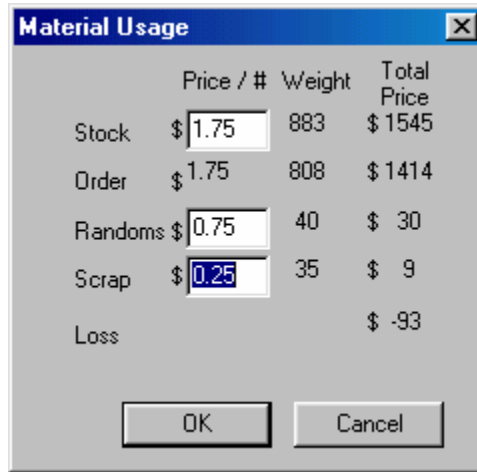 Material Usage
Price / # Weight Total
Price
Stock $ 1.75 883 $ 1545
Order $ 1.75 808 $ 1414
Randoms $ 0.75 40 $ 30
Scrap $ 0.25 35 $ 9
Loss $ -93
OK Cancel